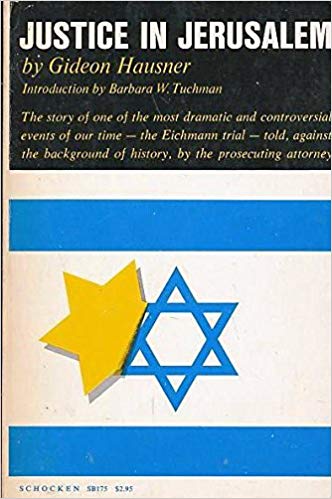 JUSTICE IN JERUSALEM
by Gideon Hausner
Introduction by Barbara W. Tuchman
The story of one of the most dramatic and controversial
events of our time — the Eichmann trial — told, against
the background of history, by the prosecuting attorney
SCHOCKEN SB175 $2.95